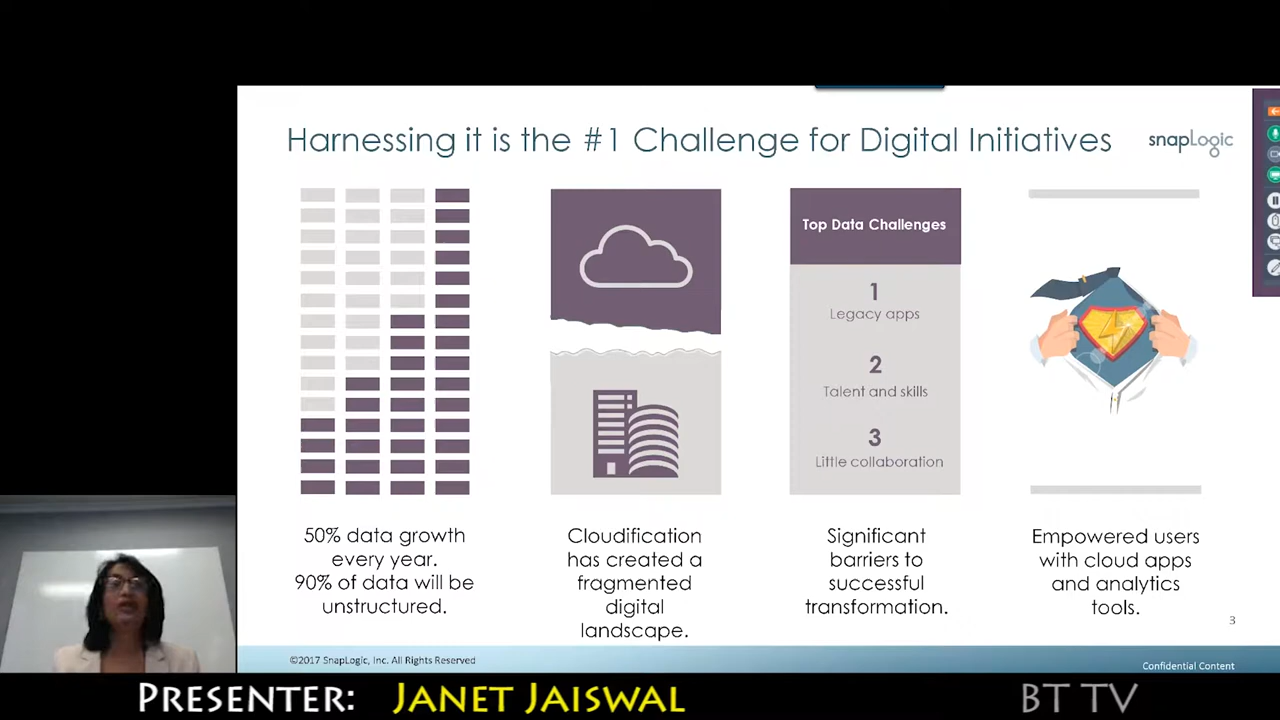 Harnessing it is the #1 Challenge for Digital Initiatives
snapLogic
Top Data Challenges
1
Legacy apps
2
Talent and skills
3
Little collaboration
50% data growth
every year.
90% of data will be
unstructured.
Cloudification
has created a
fragmented
digital
landscape.
Significant
barriers to
successful
transformation.
Empowered users
with cloud apps
and analytics
tools.
3
©2017 SnapLogic, Inc. All Rights Reserved
Confidential Content
PRESENTER: JANET JAISWAL
BT TV